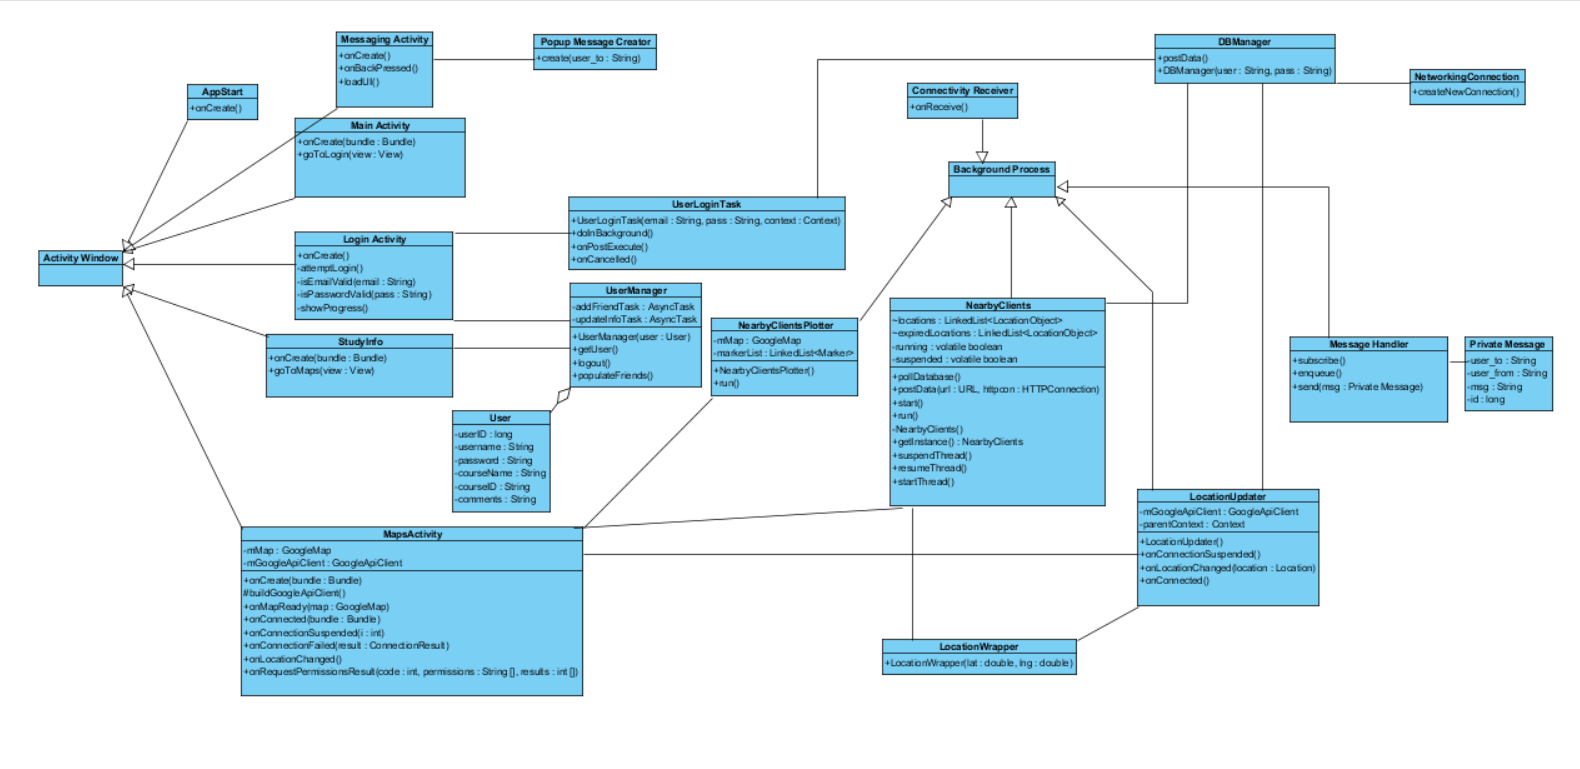 Messaging Activity
+onCreate()
+onBackPressed()
+loadUI()
Popup Message Creator
+create(user_to : String)
DBManager
+postData()
+DBManager(user : String, pass : String)
NetworkingConnection
+createNewConnection()
AppStart
+onCreate()
Connectivity Receiver
+onReceive()
Main Activity
+onCreate(bundle : Bundle)
+goToLogin(view : View)
Background Process
UserLoginTask
+UserLoginTask(email : String, pass : String, context : Context)
+doInBackground()
+onPostExecute()
+onCancelled()
Activity Window
Login Activity
+onCreate()
-attemptLogin()
-isEmailValid(email : String)
-isPasswordValid(pass : String)
-showProgress()
UserManager
-addFriendTask : AsyncTask
-updateInfoTask : AsyncTask
+UserManager(user : User)
+getUser()
+logout()
+populateFriends()
NearbyClientsPlotter
-mMap : GoogleMap
-markerList : LinkedList<Marker>
+NearbyClientsPlotter()
+run()
NearbyClients
~locations : LinkedList<LocationObject>
~expiredLocations : LinkedList<LocationObject>
-running : volatile boolean
-suspended : volatile boolean
+pollDatabase()
+postData(url : URL, httpcon : HTTPConnection)
+start()
+run()
-NearbyClients()
+getInstance() : NearbyClients
+suspendThread()
+resumeThread()
+startThread()
StudyInfo
+onCreate(bundle : Bundle)
+goToMaps(view : View)
Message Handler
+subscribe()
+enqueue()
+send(msg : Private Message)
Private Message
-user_to : String
-user_from : String
-msg : String
-id : long
User
-userID : long
-username : String
-password : String
-courseName : String
-courseID : String
-comments : String
LocationUpdater
-mGoogleApiClient : GoogleApiClient
-parentContext : Context
+LocationUpdater()
+onConnectionSuspended()
+onLocationChanged(location : Location)
+onConnected()
MapsActivity
-mMap : GoogleMap
-mGoogleApiClient : GoogleApiClient
+onCreate(bundle : Bundle)
#buildGoogleApiClient()
+onMapReady(map : GoogleMap)
+onConnected(bundle : Bundle)
+onConnectionSuspended(i : int)
+onConnectionFailed(result : ConnectionResult)
+onLocationChanged()
+onRequestPermissionsResult(code : int, permissions : String [], results : int [])
LocationWrapper
+LocationWrapper(lat : double, lng : double)